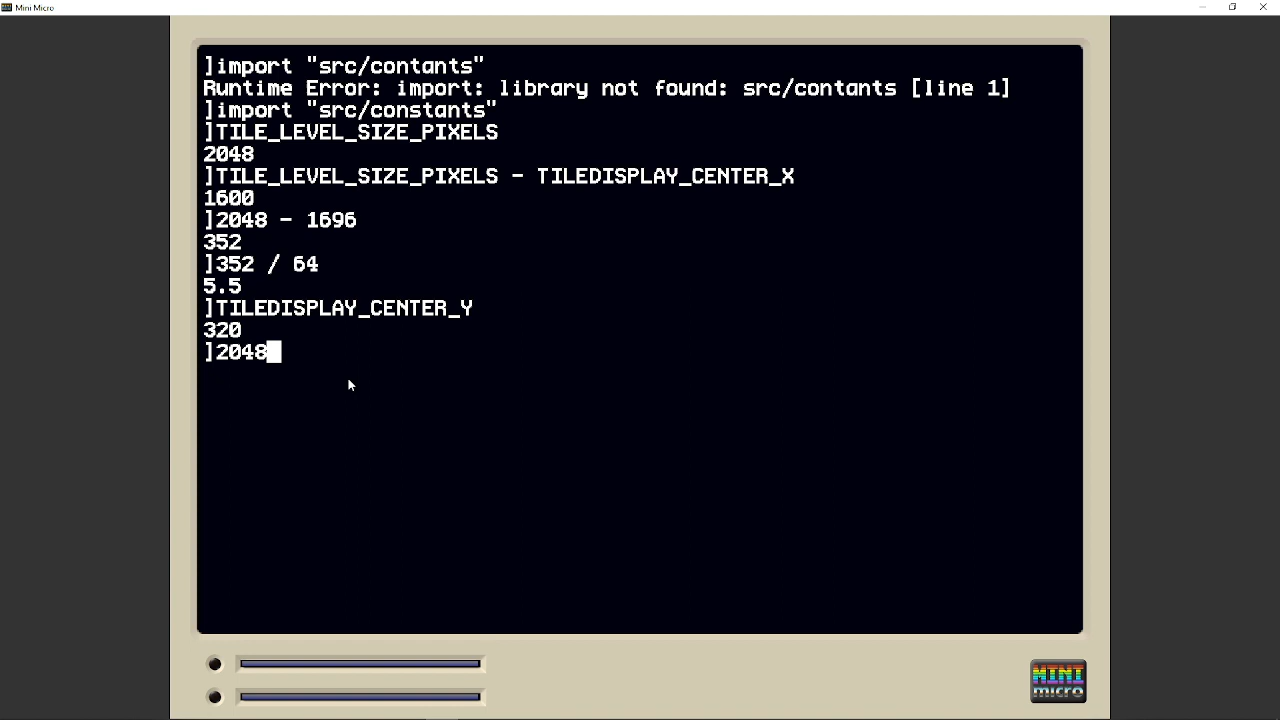 Mini Micro
]import "src/contants"
Runtime Error: import: library not found: src/contants [line 1]
]import "src/constants"
]TILE_LEVEL_SIZE_PIXELS
2048
]TILE_LEVEL_SIZE_PIXELS - TILEDISPLAY_CENTER_X
1600
]2048 - 1696
352
]352 / 64
5.5
]TILEDISPLAY_CENTER_Y
320
]2048
MINI
micro